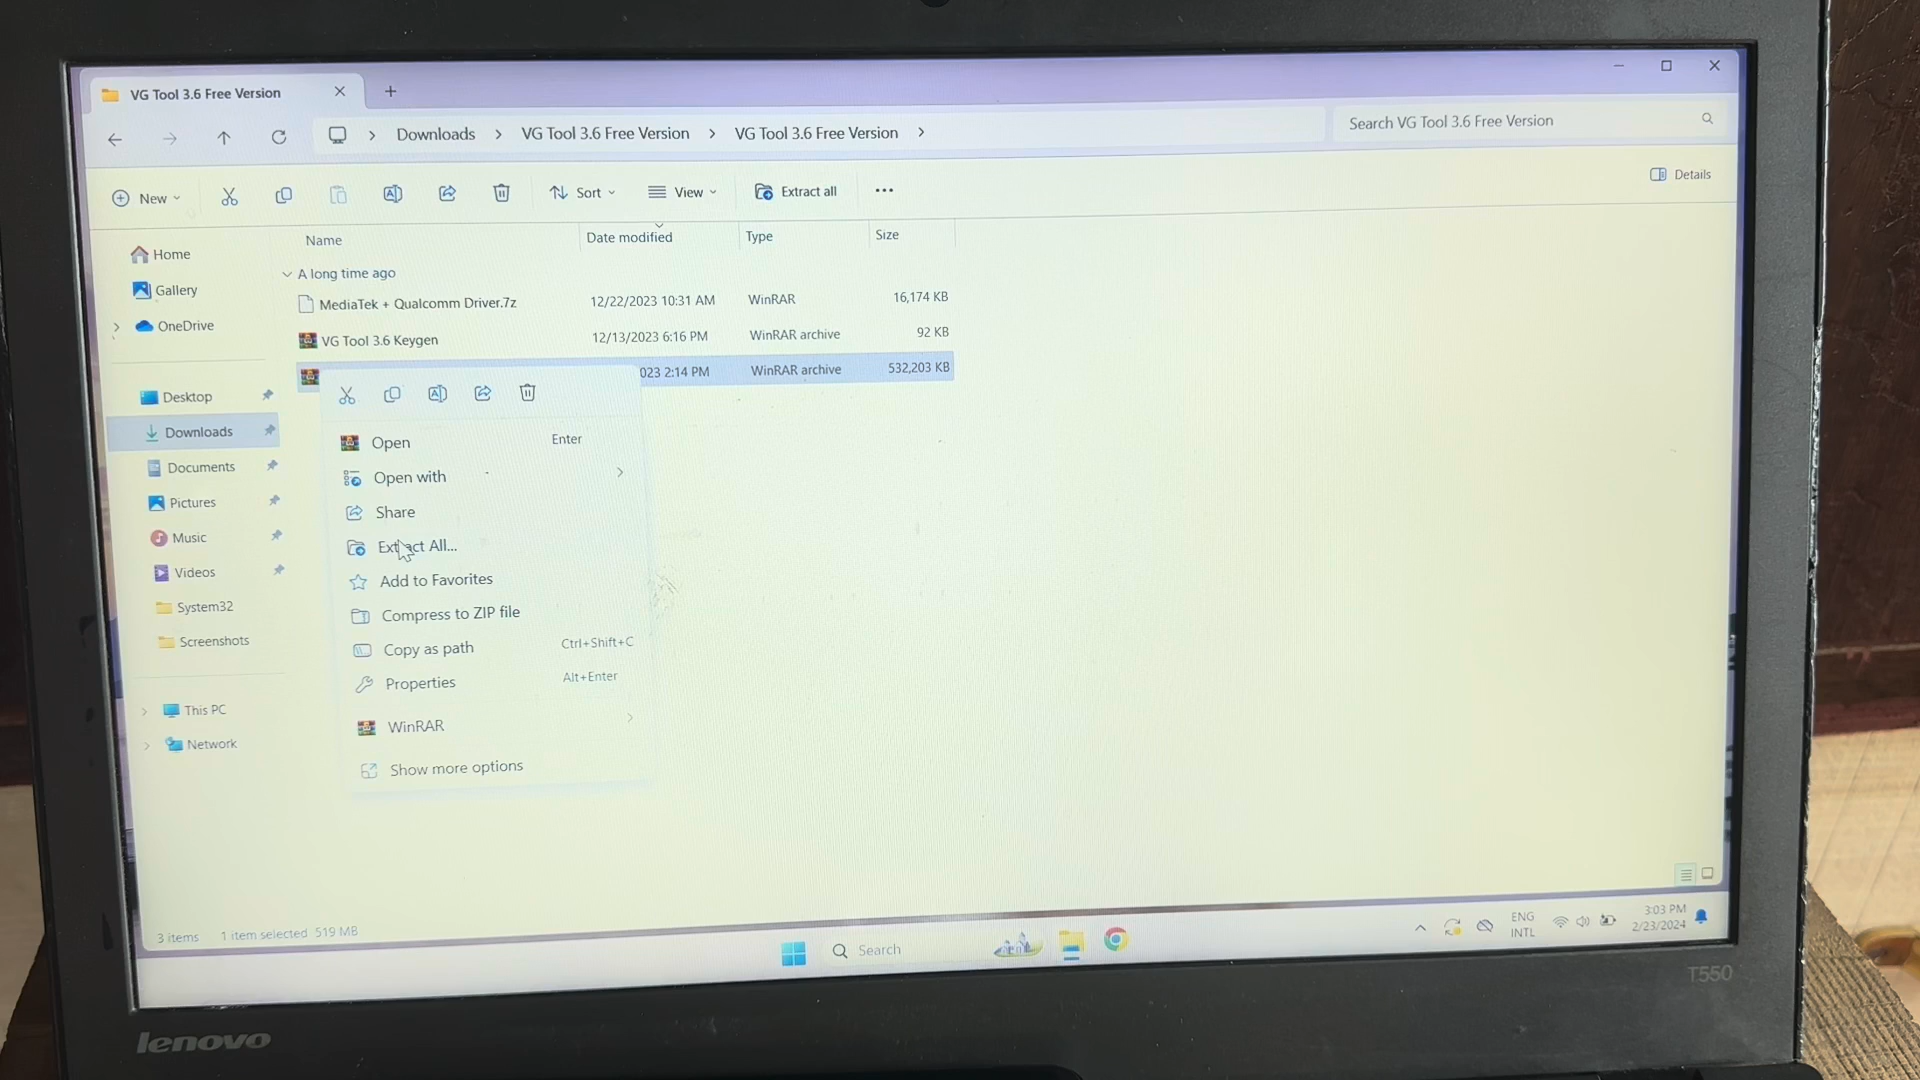 VG Tool 3.6 Free Version
Downloads > VG Tool 3.6 Free Version > VG Tool 3.6 Free Version >
Search VG Tool 3.6 Free Version
New
Sort
View
Extract all
...
Details
Name
Date modified
Type
Size
A long time ago
MediaTek + Qualcomm Driver.7z 12/22/2023 10:31 AM WinRAR 16,174 KB
VG Tool 3.6 Keygen 12/13/2023 6:16 PM WinRAR archive 92 KB
023 2:14 PM WinRAR archive 532,203 KB
Home
Gallery
OneDrive
Desktop
Downloads
Documents
Pictures
Music
Videos
System32
Screenshots
This PC
Network
Open Enter
Open with
Share
Extract All...
Add to Favorites
Compress to ZIP file
Copy as path Ctrl+Shift+C
Properties Alt+Enter
WinRAR
Show more options
3 items 1 item selected 519 MB
Search
ENG
INTL
3:03 PM
2/23/2024
T550
lenovo